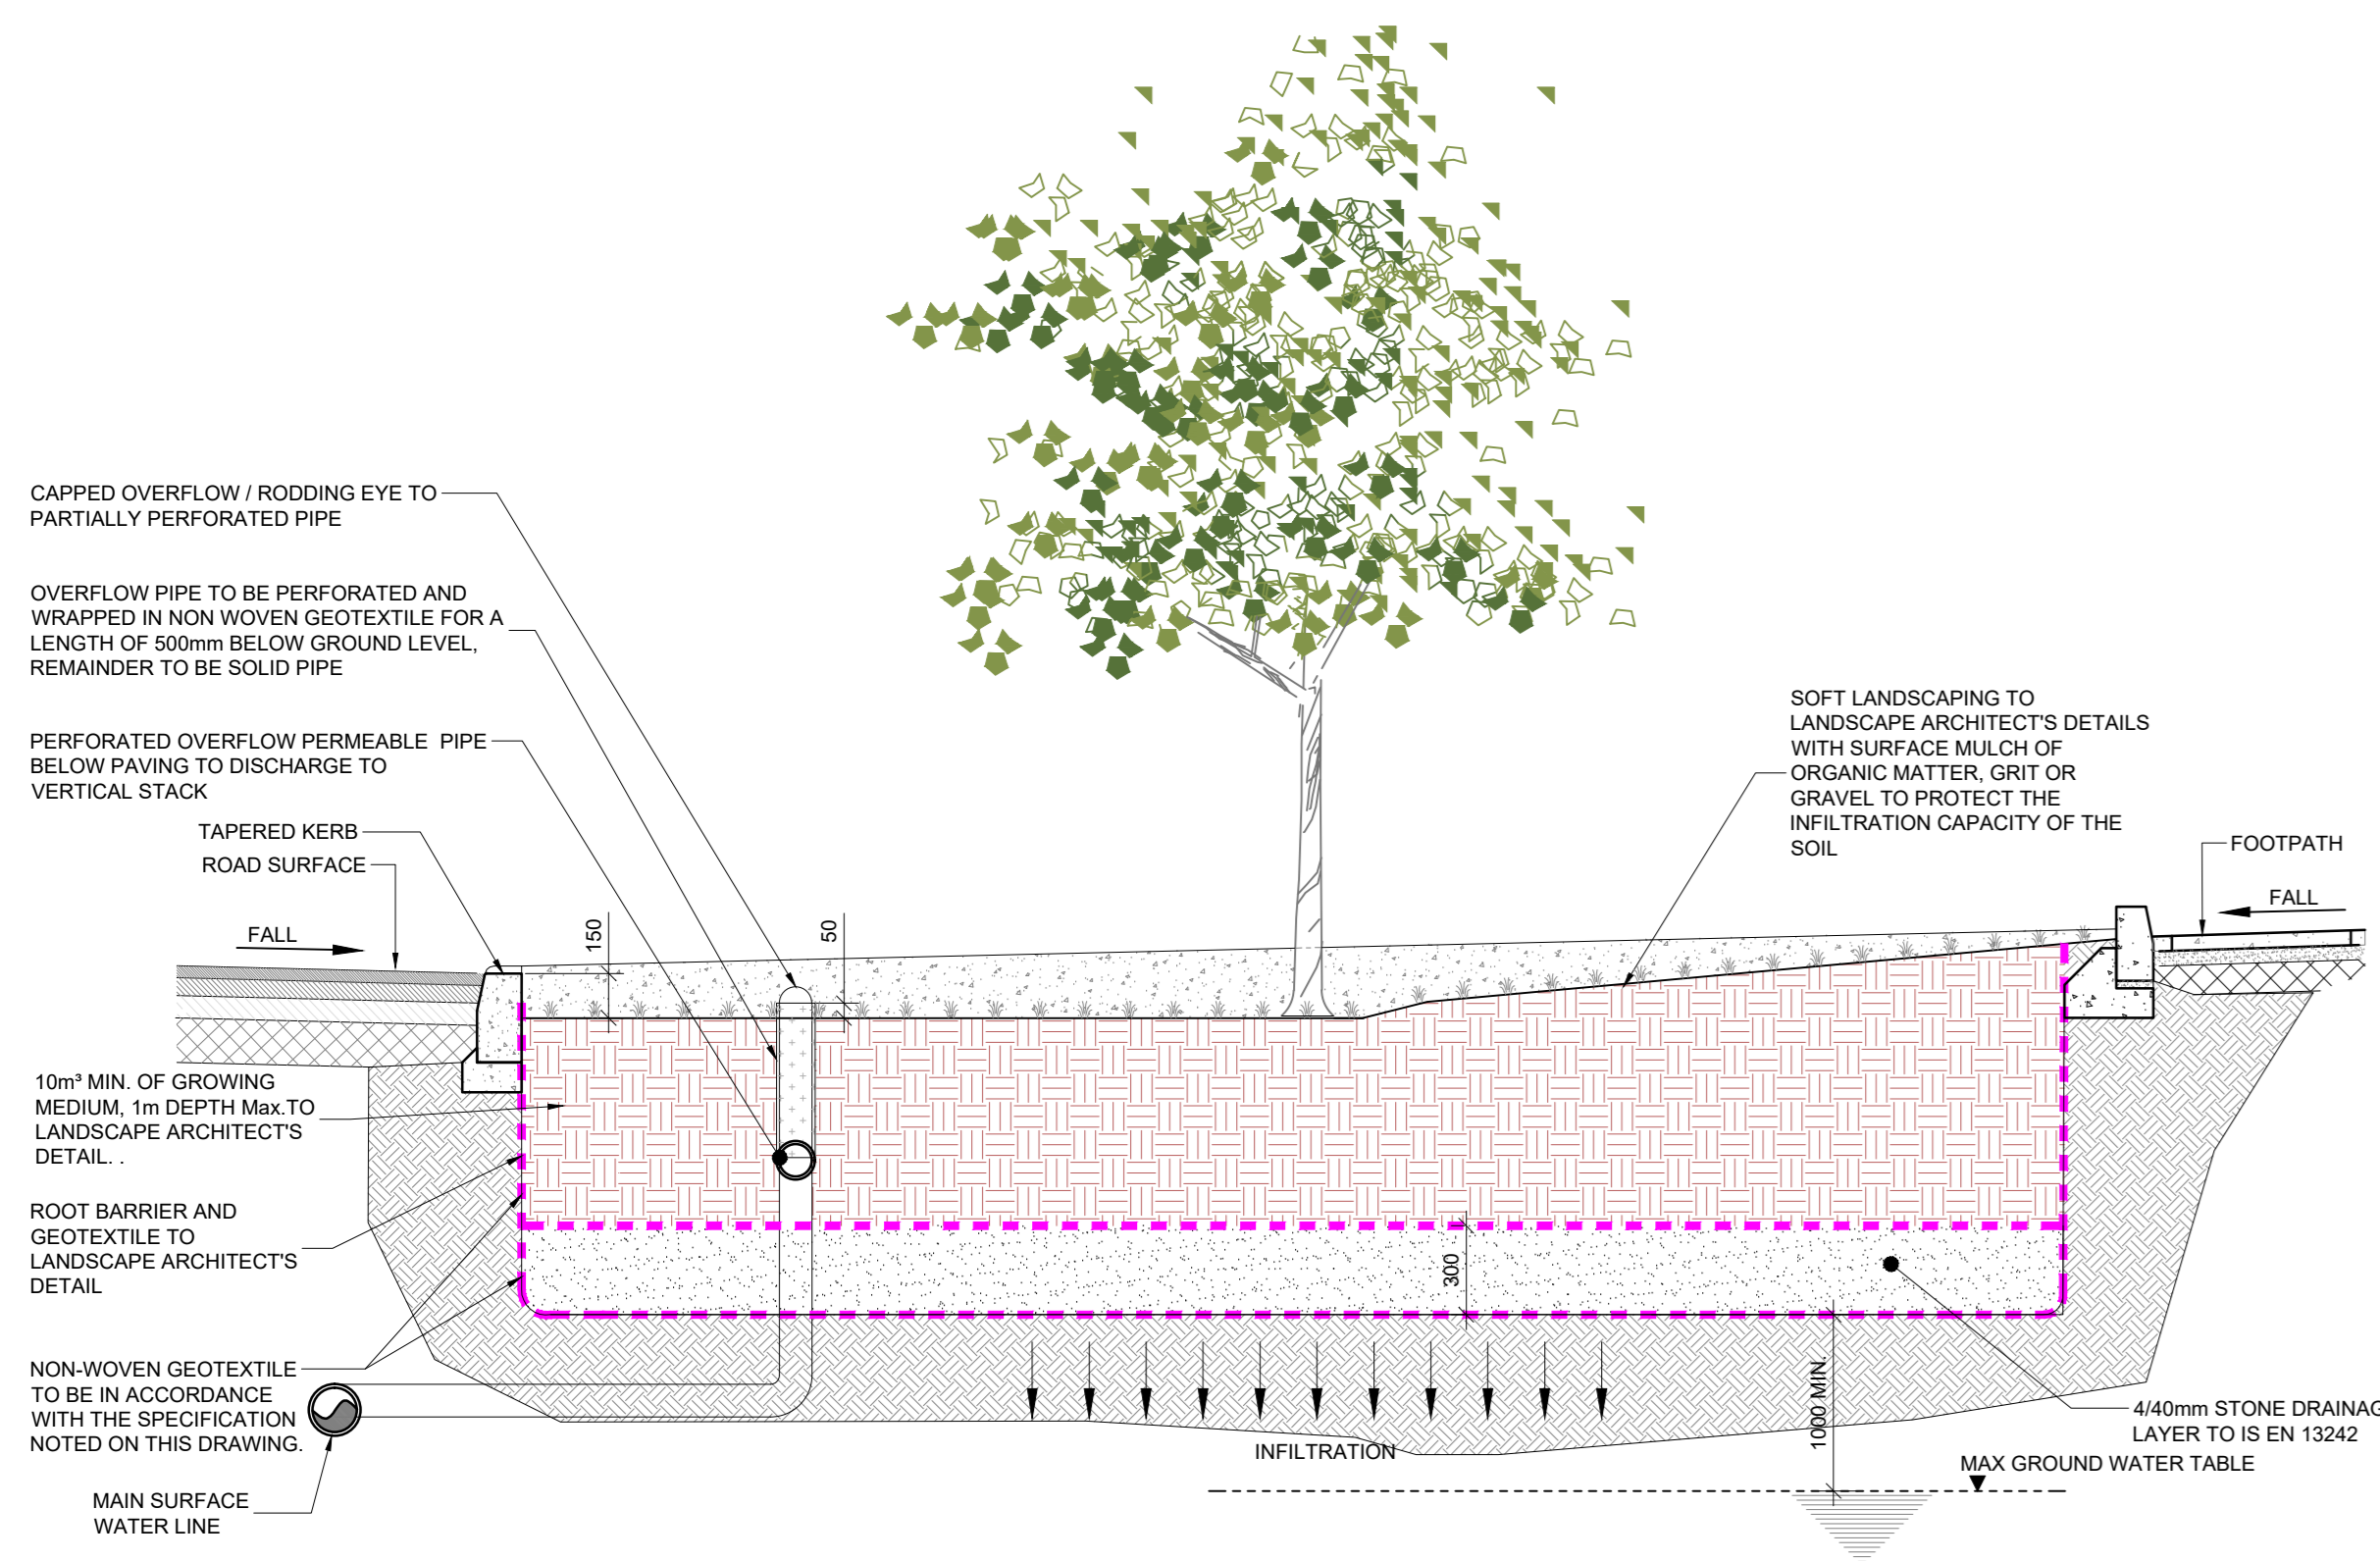 CAPPED OVERFLOW / RODDING EYE TO
PARTIALLY PERFORATED PIPE
OVERFLOW PIPE TO BE PERFORATED AND
WRAPPED IN NON WOVEN GEOTEXTILE FOR A
LENGTH OF 500mm BELOW GROUND LEVEL,
REMAINDER TO BE SOLID PIPE
PERFORATED OVERFLOW PERMEABLE PIPE
BELOW PAVING TO DISCHARGE TO
VERTICAL STACK
TAPERED KERB
ROAD SURFACE
FALL
150
50
SOFT LANDSCAPING TO
LANDSCAPE ARCHITECT'S DETAILS
WITH SURFACE MULCH OF
ORGANIC MATTER, GRIT OR
GRAVEL TO PROTECT THE
INFILTRATION CAPACITY OF THE
SOIL
FOOTPATH
FALL
10m³ MIN. OF GROWING
MEDIUM, 1m DEPTH Max.TO
LANDSCAPE ARCHITECT'S
DETAIL. .
ROOT BARRIER AND
GEOTEXTILE TO
LANDSCAPE ARCHITECT'S
DETAIL
NON-WOVEN GEOTEXTILE
TO BE IN ACCORDANCE
WITH THE SPECIFICATION
NOTED ON THIS DRAWING.
MAIN SURFACE
WATER LINE
300
INFILTRATION
1000 MIN.
4/40mm STONE DRAINAG
LAYER TO IS EN 13242
MAX GROUND WATER TABLE